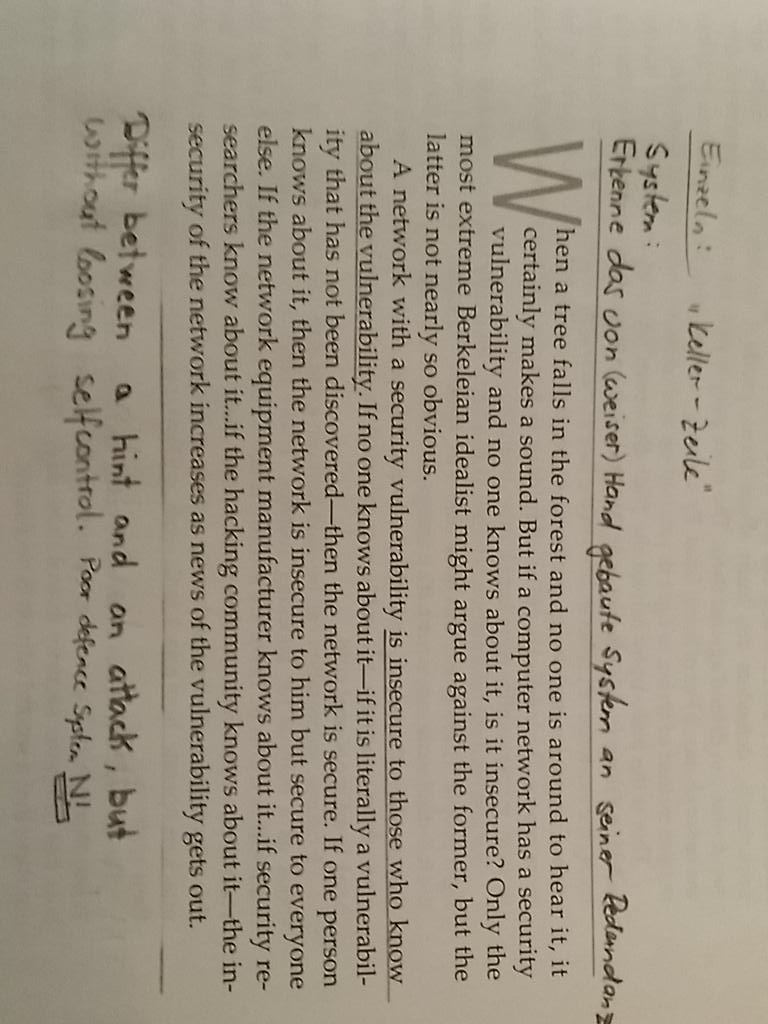 Einzeln: "Keller-Zeile"
System:
Erkenne das von (weiser) Hand gebaute System an seiner Redundanz
When a tree falls in the forest and no one is around to hear it, it
certainly makes a sound. But if a computer network has a security
vulnerability and no one knows about it, is it insecure? Only the
most extreme Berkeleian idealist might argue against the former, but the
latter is not nearly so obvious.
A network with a security vulnerability is insecure to those who know
about the vulnerability. If no one knows about it—if it is literally a vulnerabil-
ity that has not been discovered—then the network is secure. If one person
knows about it, then the network is insecure to him but secure to everyone
else. If the network equipment manufacturer knows about it...if security re-
searchers know about it...if the hacking community knows about it—the in-
security of the network increases as news of the vulnerability gets out.
Differ between a hint and an attack, but
without loosing selfcontrol. Poor defence System N!